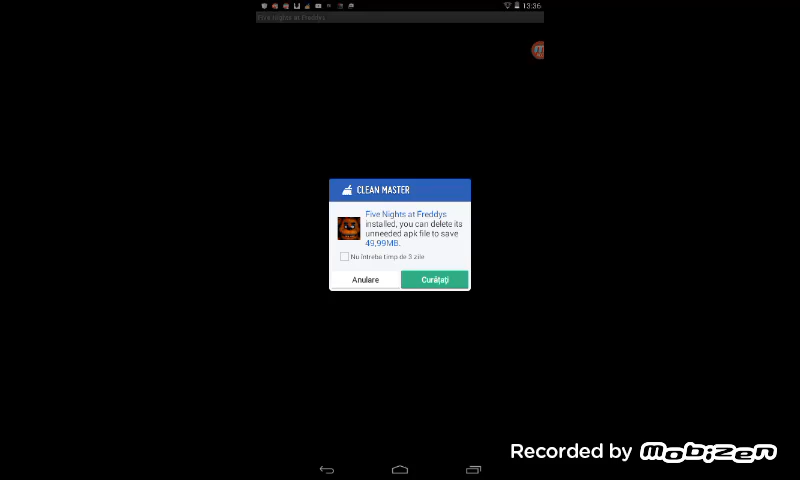 13:36
Five Nights at Freddys
CLEAN MASTER
Five Nights at Freddys
installed, you can delete its
unneeded apk file to save
49,99MB.
Nu întreba timp de 3 zile
Anulare
Curățați
Recorded by mobizen